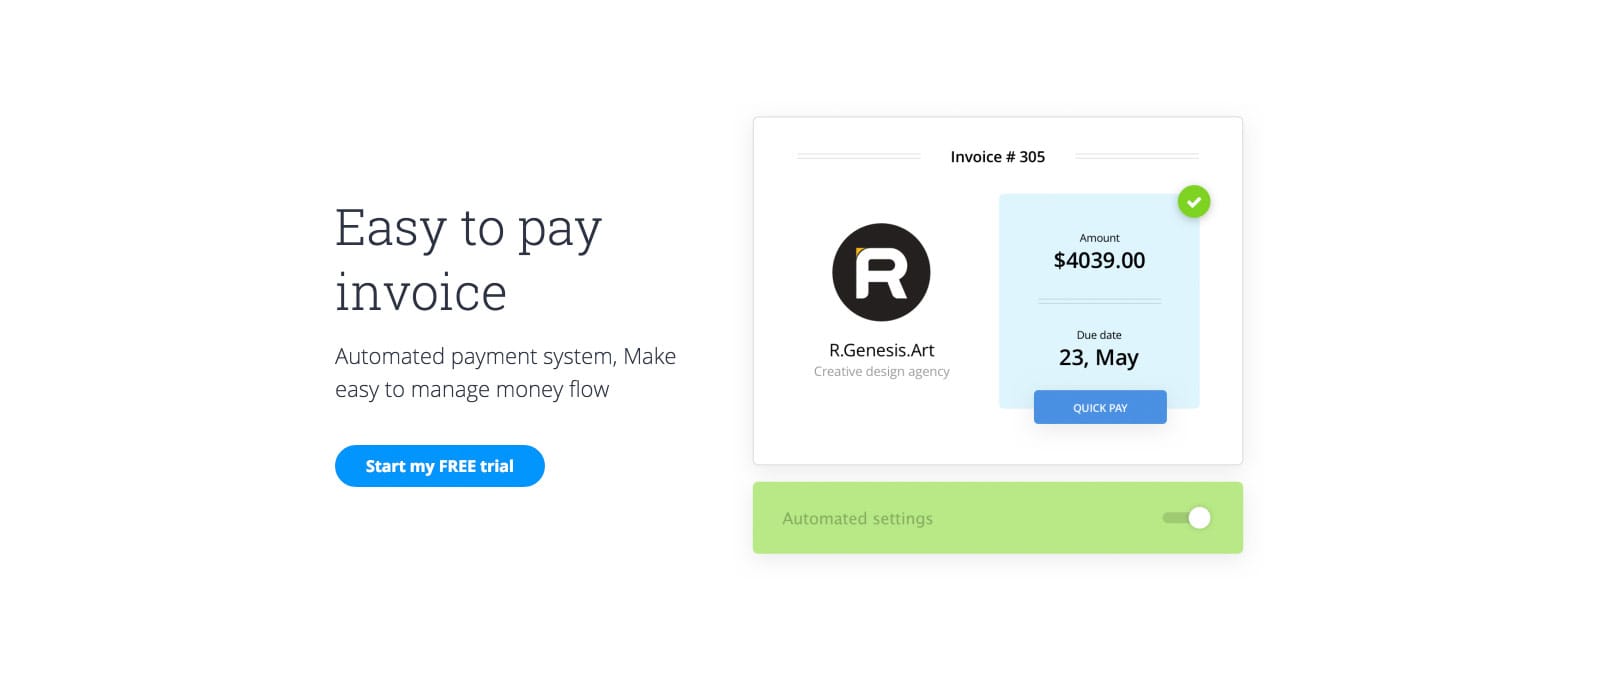 Easy to pay
invoice
Automated payment system, Make
easy to manage money flow
Start my FREE trial
Invoice # 305
R
R.Genesis.Art
Creative design agency
Amount
$4039.00
Due date
23, May
QUICK PAY
Automated settings